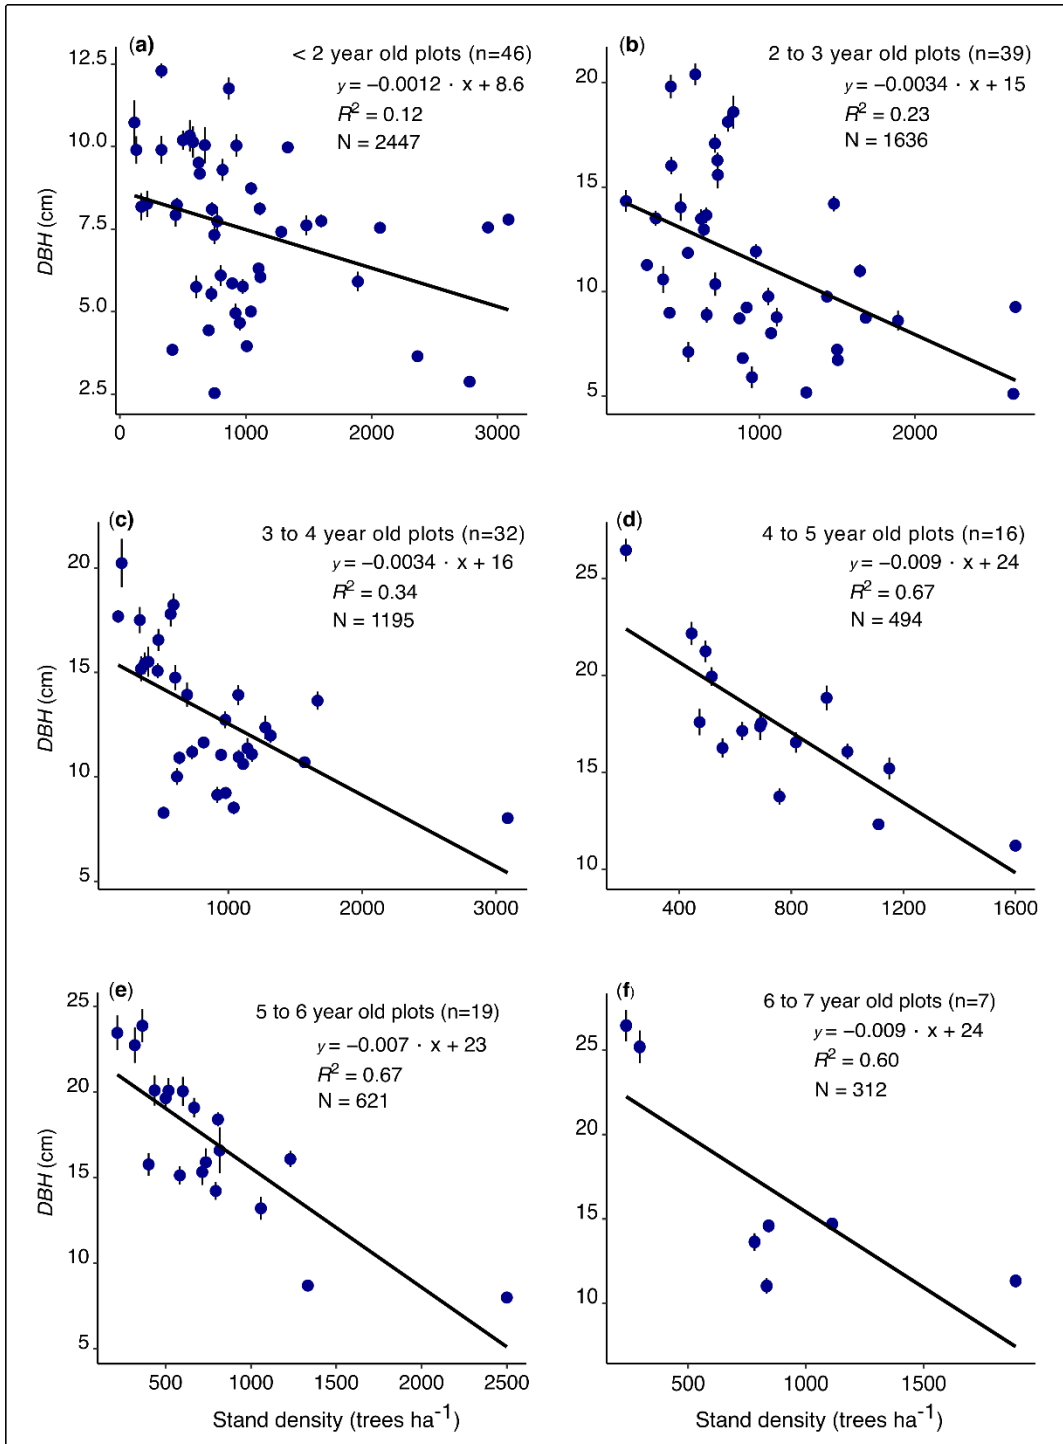 (a)
< 2 year old plots (n=46)
y = −0.0012 · x + 8.6
R² = 0.12
N = 2447
DBH (cm)
12.5
10.0
7.5
5.0
2.5
0
1000
2000
3000
(b)
2 to 3 year old plots (n=39)
y = −0.0034 · x + 15
R² = 0.23
N = 1636
20
15
10
5
1000
2000
(c)
3 to 4 year old plots (n=32)
y = −0.0034 · x + 16
R² = 0.34
N = 1195
DBH (cm)
20
15
10
5
1000
2000
3000
(d)
4 to 5 year old plots (n=16)
y = −0.009 · x + 24
R² = 0.67
N = 494
25
20
15
10
400
800
1200
1600
(e)
5 to 6 year old plots (n=19)
y = −0.007 · x + 23
R² = 0.67
N = 621
DBH (cm)
25
20
15
10
5
500
1000
1500
2000
2500
Stand density (trees ha⁻¹)
(f)
6 to 7 year old plots (n=7)
y = −0.009 · x + 24
R² = 0.60
N = 312
25
20
15
10
500
1000
1500
Stand density (trees ha⁻¹)